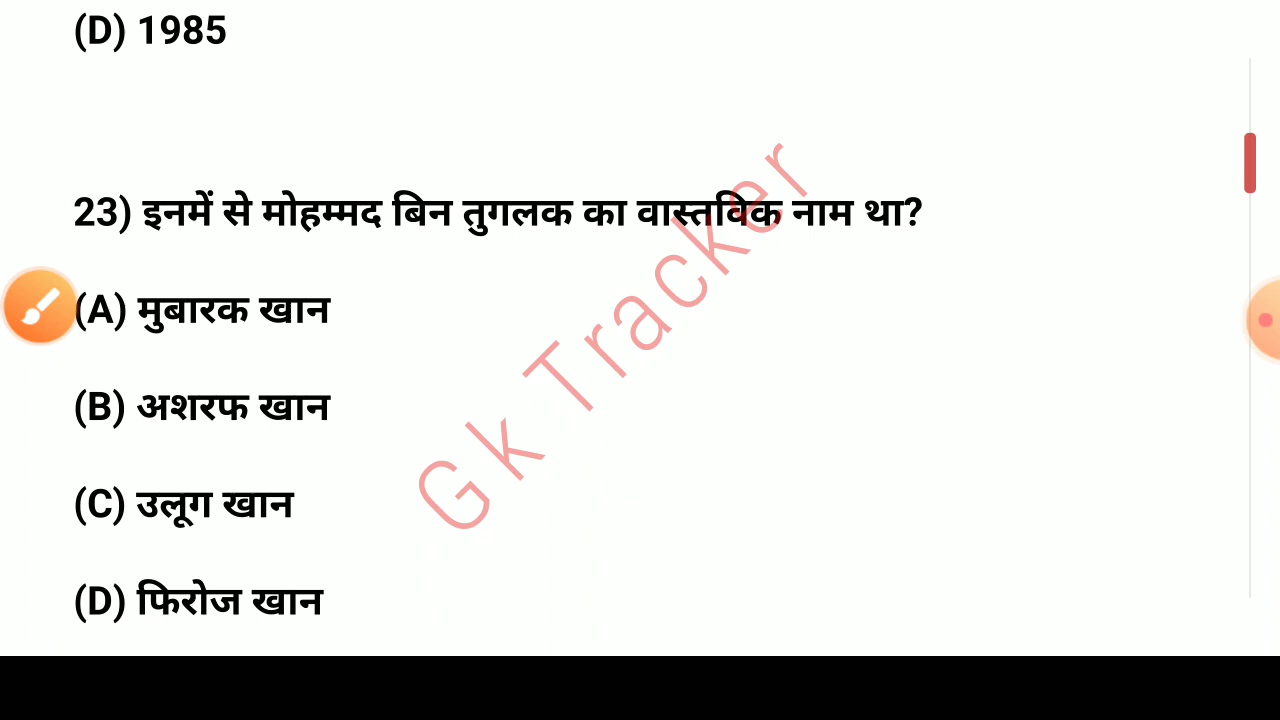 (D) 1985
23) इनमें से मोहम्मद बिन तुगलक का वास्तविक नाम था?
(A) मुबारक खान
(B) अशरफ खान
(C) उलूग खान
(D) फिरोज खान
Gk Tracker